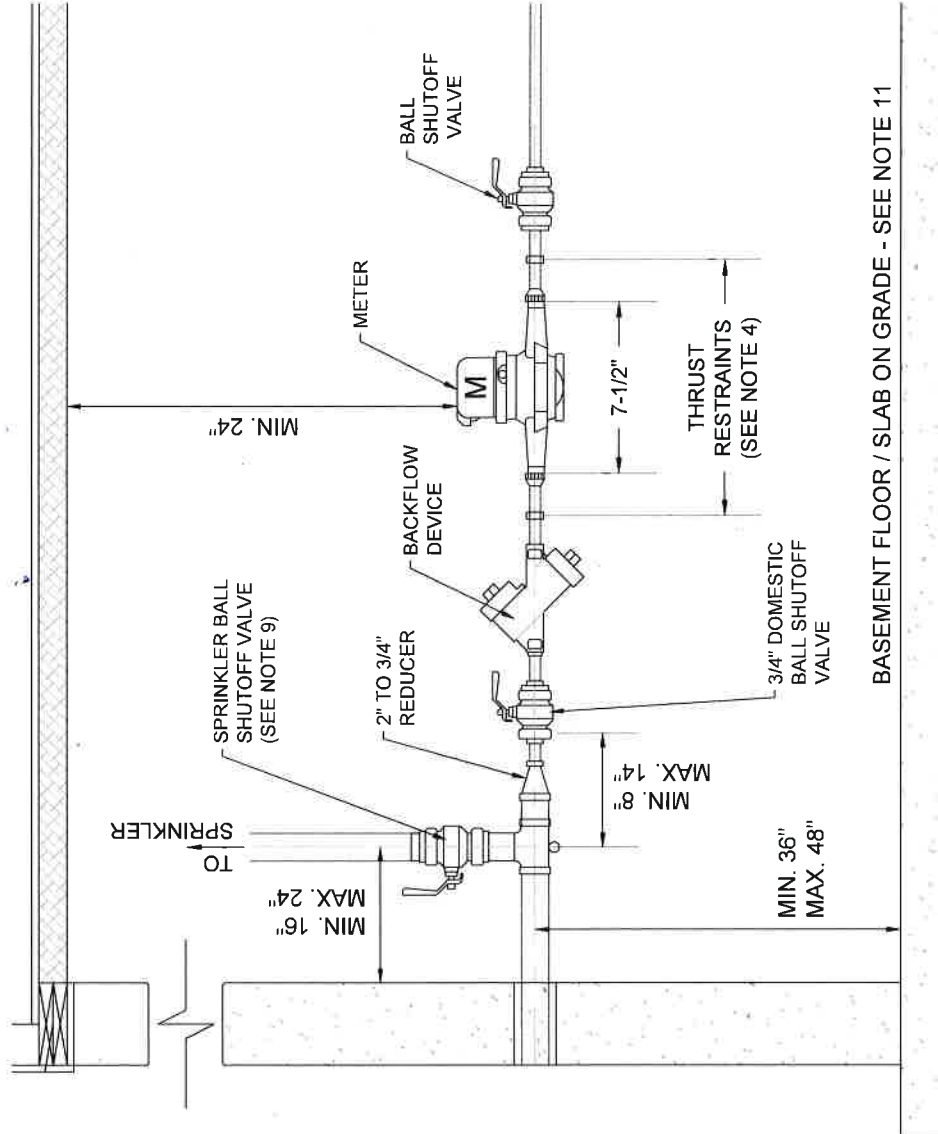 BALL
SHUTOFF
VALVE
METER
MIN. 24"
BACKFLOW
DEVICE
SPRINKLER BALL
SHUTOFF VALVE
(SEE NOTE 9)
2" TO 3/4"
REDUCER
TO
SPRINKLER
MIN. 16"
MAX. 24"
M
7-1/2"
THRUST
RESTRAINTS
(SEE NOTE 4)
MIN. 8"
MAX. 14"
3/4" DOMESTIC
BALL SHUTOFF
VALVE
MIN. 36"
MAX. 48"
BASEMENT FLOOR / SLAB ON GRADE - SEE NOTE 11